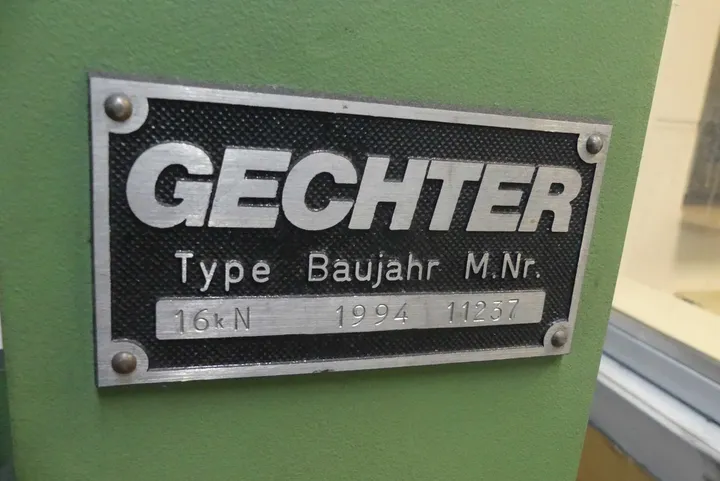 GECHTER
Type Baujahr M.Nr.
16kN 1994 11237